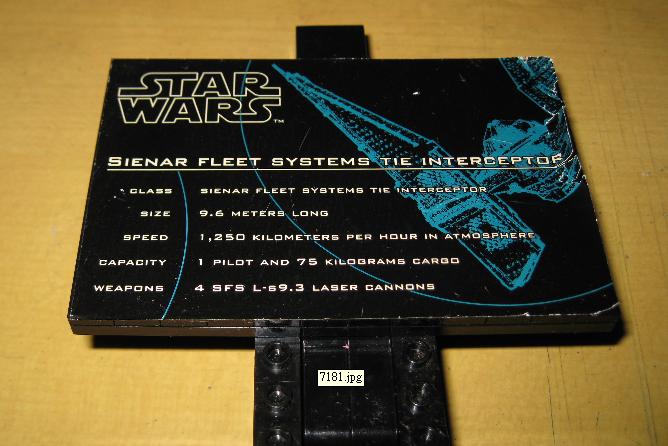 STAR
WARS™
SIENAR FLEET SYSTEMS TIE INTERCEPTOR
CLASS SIENAR FLEET SYSTEMS TIE INTERCEPTOR
SIZE 9.6 METERS LONG
SPEED 1,250 KILOMETERS PER HOUR IN ATMOSPHERE
CAPACITY 1 PILOT AND 75 KILOGRAMS CARGO
WEAPONS 4 SFS L-s9.3 LASER CANNONS
7181.jpg